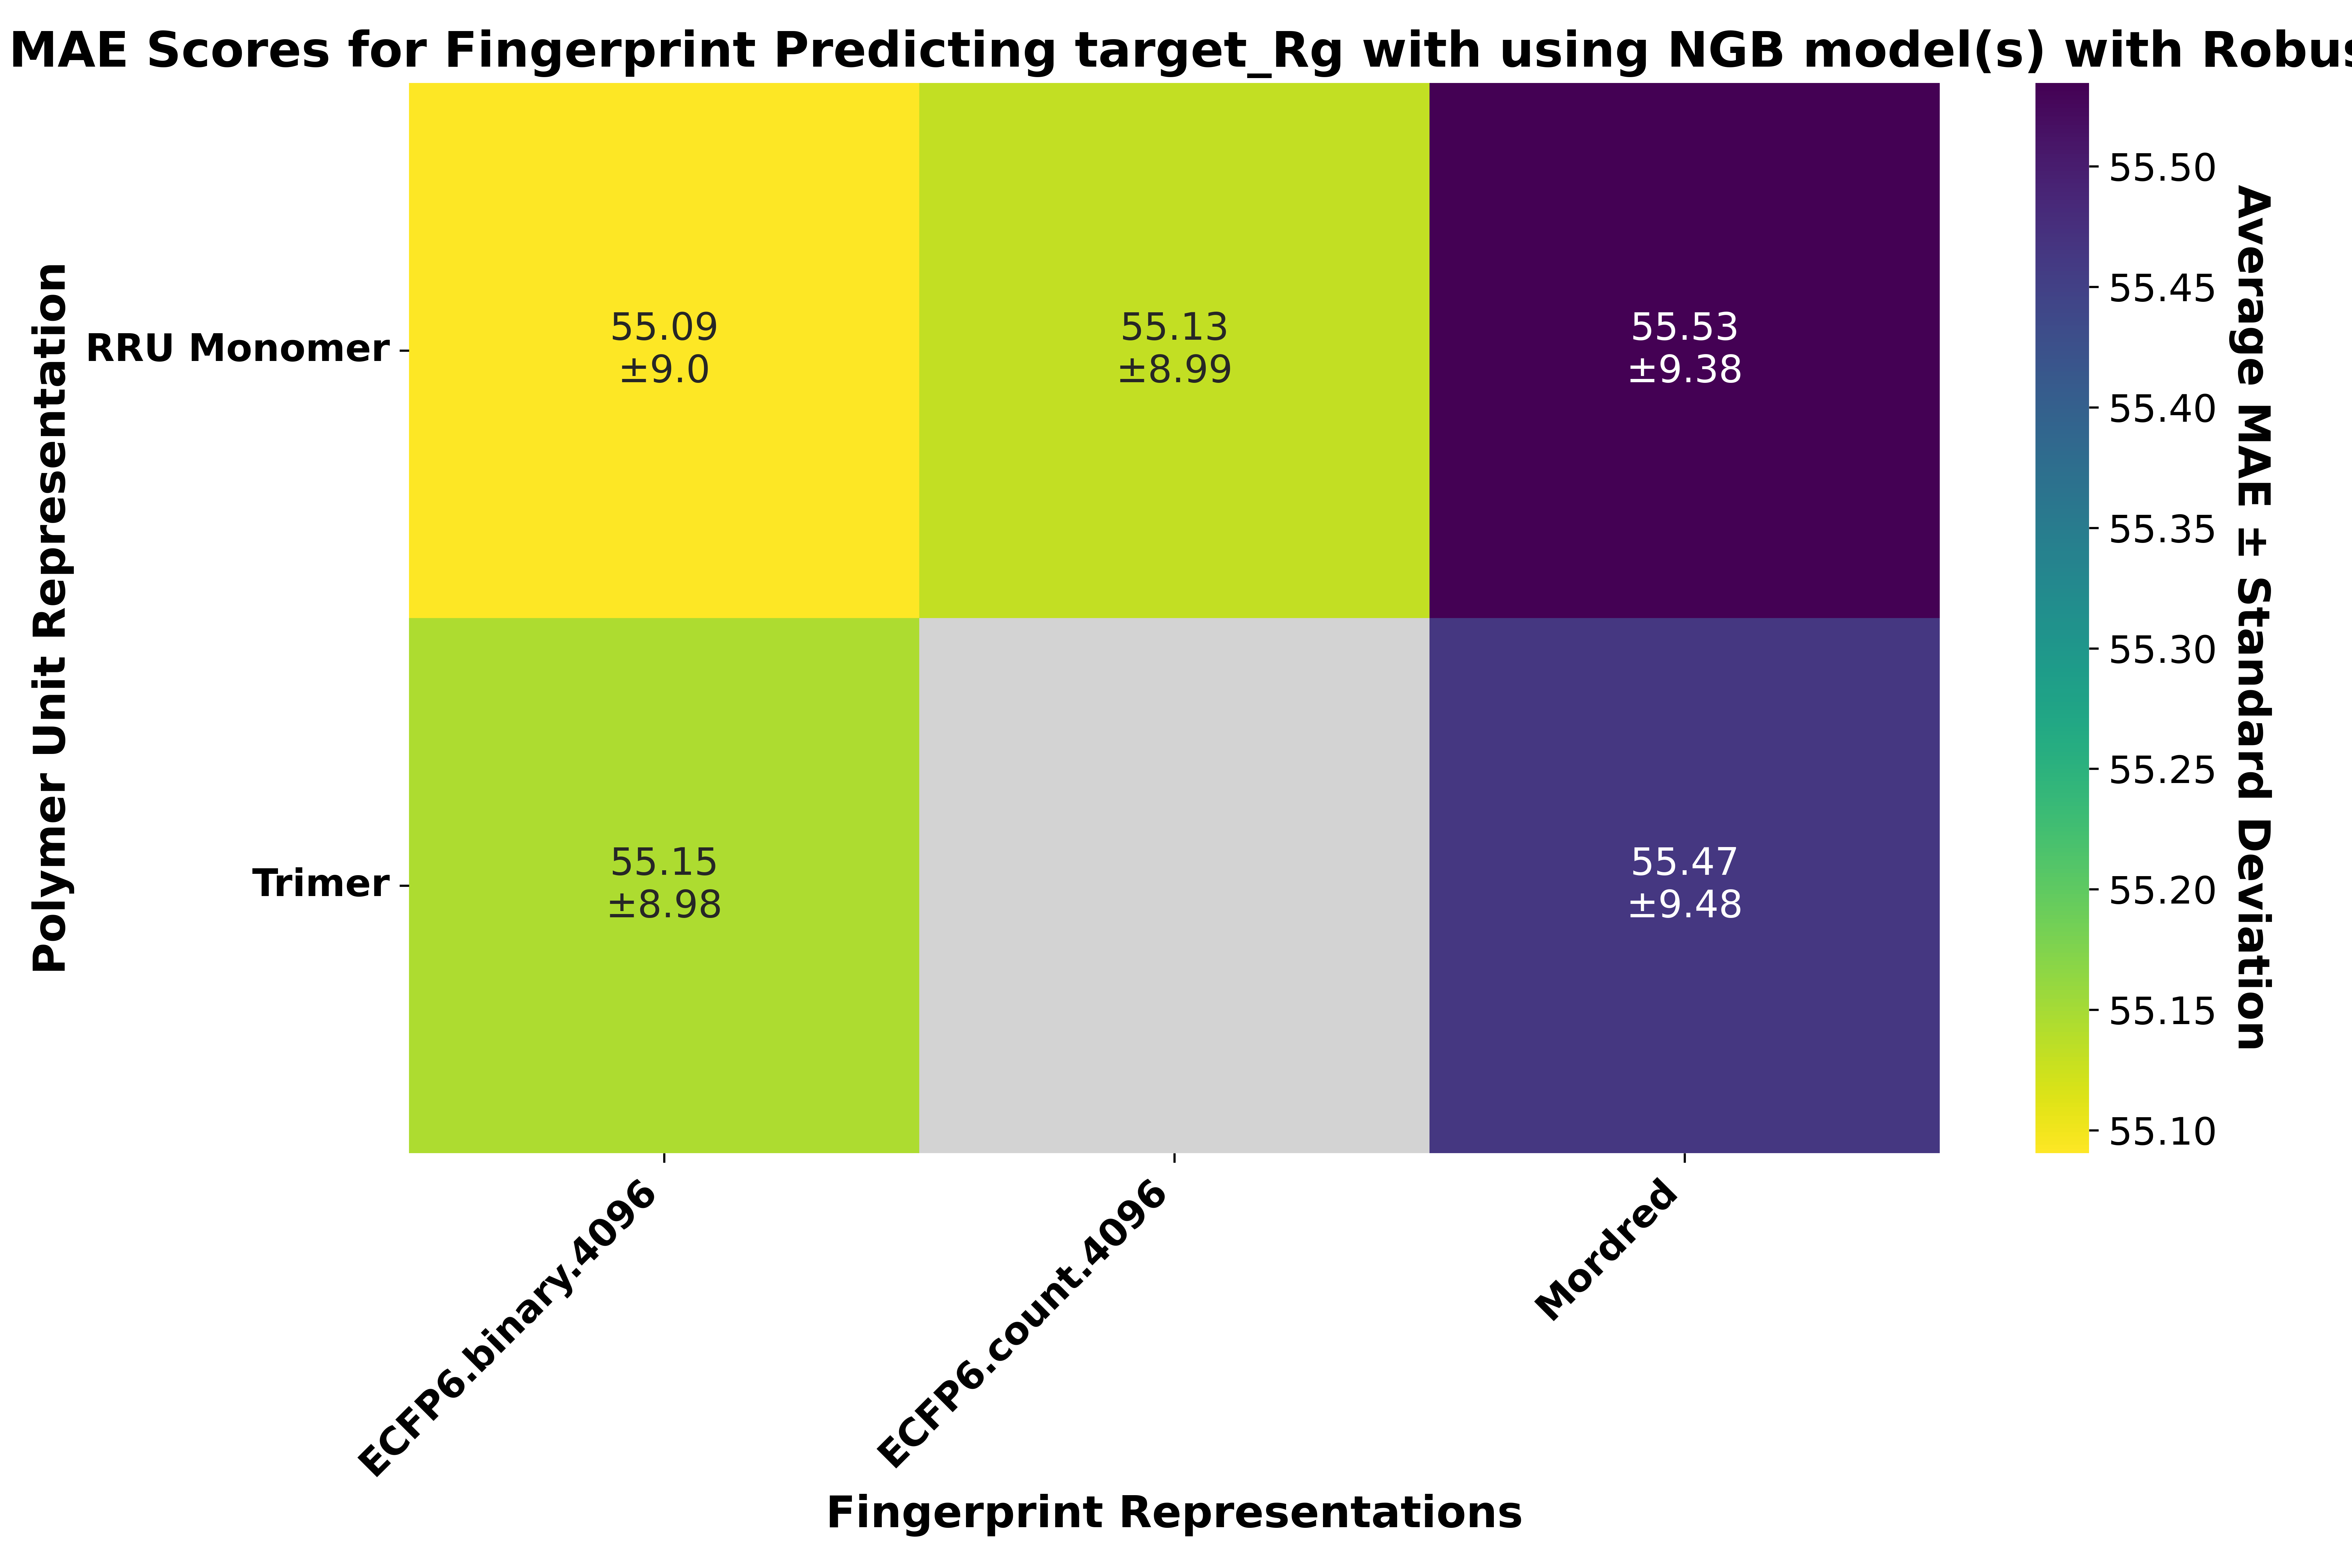 MAE Scores for Fingerprint Predicting target_Rg with using NGB model(s) with Robus
Polymer Unit Representation
RRU Monomer
Trimer
55.09
±9.0
55.13
±8.99
55.53
±9.38
55.15
±8.98
55.47
±9.48
ECFP6.binary.4096
ECFP6.count.4096
Mordred
Fingerprint Representations
55.50
55.45
55.40
55.35
55.30
55.25
55.20
55.15
55.10
Average MAE ± Standard Deviation